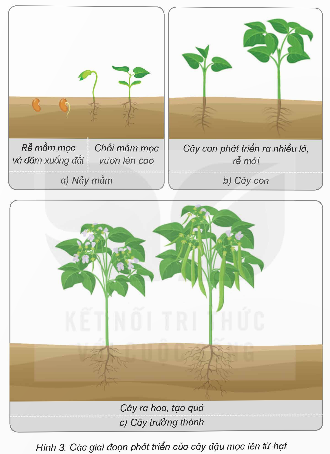 Rễ mầm mọc
và đâm xuống đất
Chồi mầm mọc
vươn lên cao
a) Nảy mầm
Cây con phát triển ra nhiều lá,
rễ mới
b) Cây con
KẾT NỐI TRI THỨC
VỚI CUỘC SỐNG
Cây ra hoa, tạo quả
c) Cây trưởng thành
Hình 3. Các giai đoạn phát triển của cây đậu mọc lên từ hạt